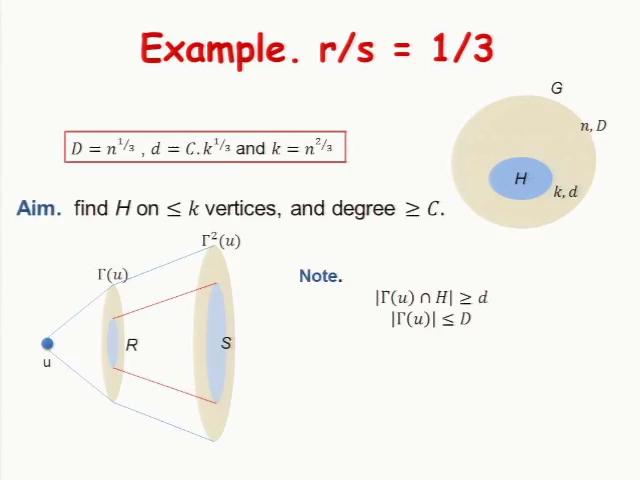 Example. r/s = 1/3
G
n, D
D = n^{1/3} , d = C.k^{1/3} and k = n^{2/3}
H
k, d
Aim. find H on ≤ k vertices, and degree ≥ C.
Γ²(u)
Γ(u)
Note.
|Γ(u) ∩ H| ≥ d
|Γ(u)| ≤ D
R
S
u